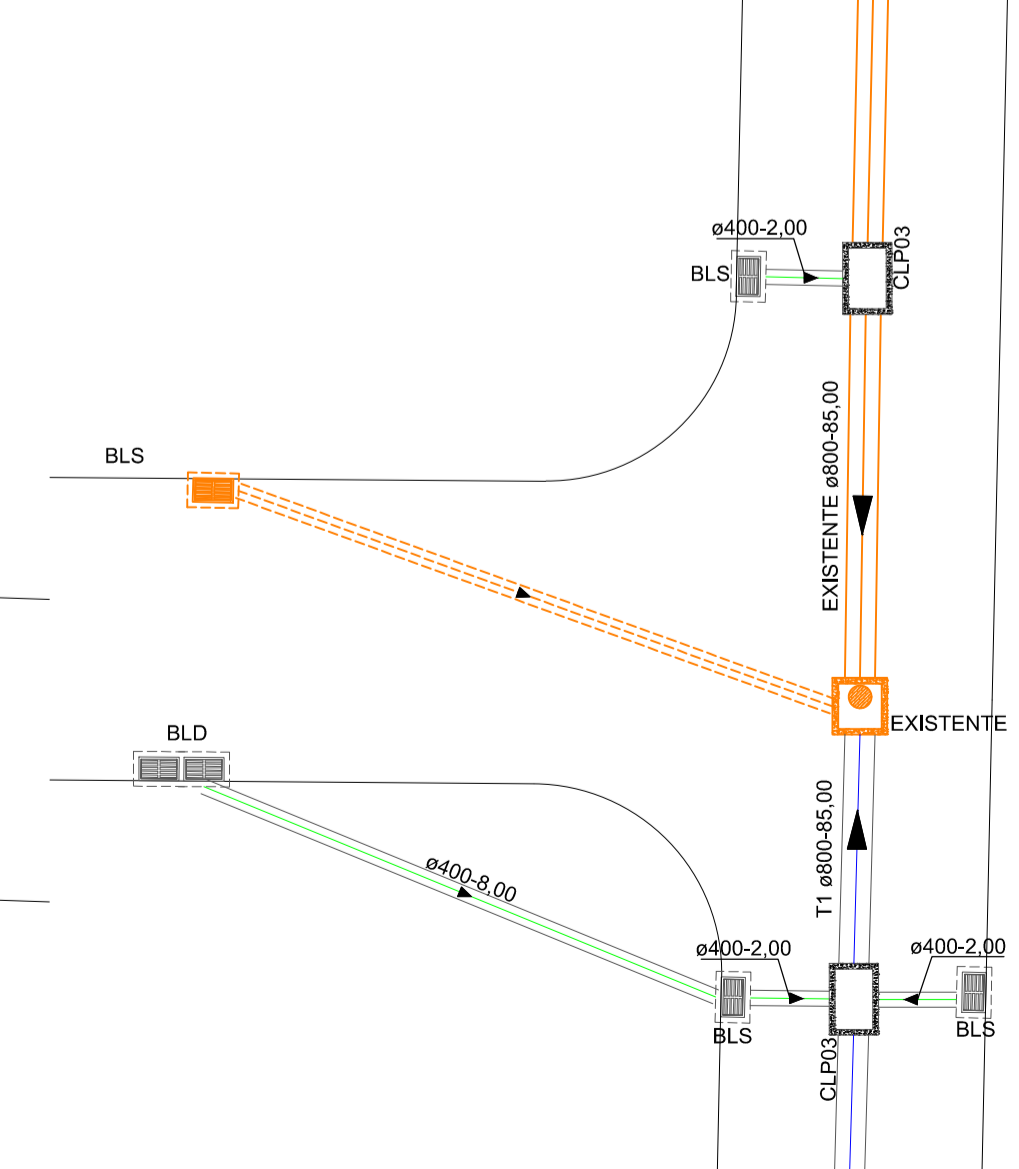 ø400-2,00
BLS
CLP03
BLS
EXISTENTE ø800-85,00
EXISTENTE
BLD
T1 ø800-85,00
ø400-8,00
ø400-2,00
ø400-2,00
BLS
BLS
CLP03